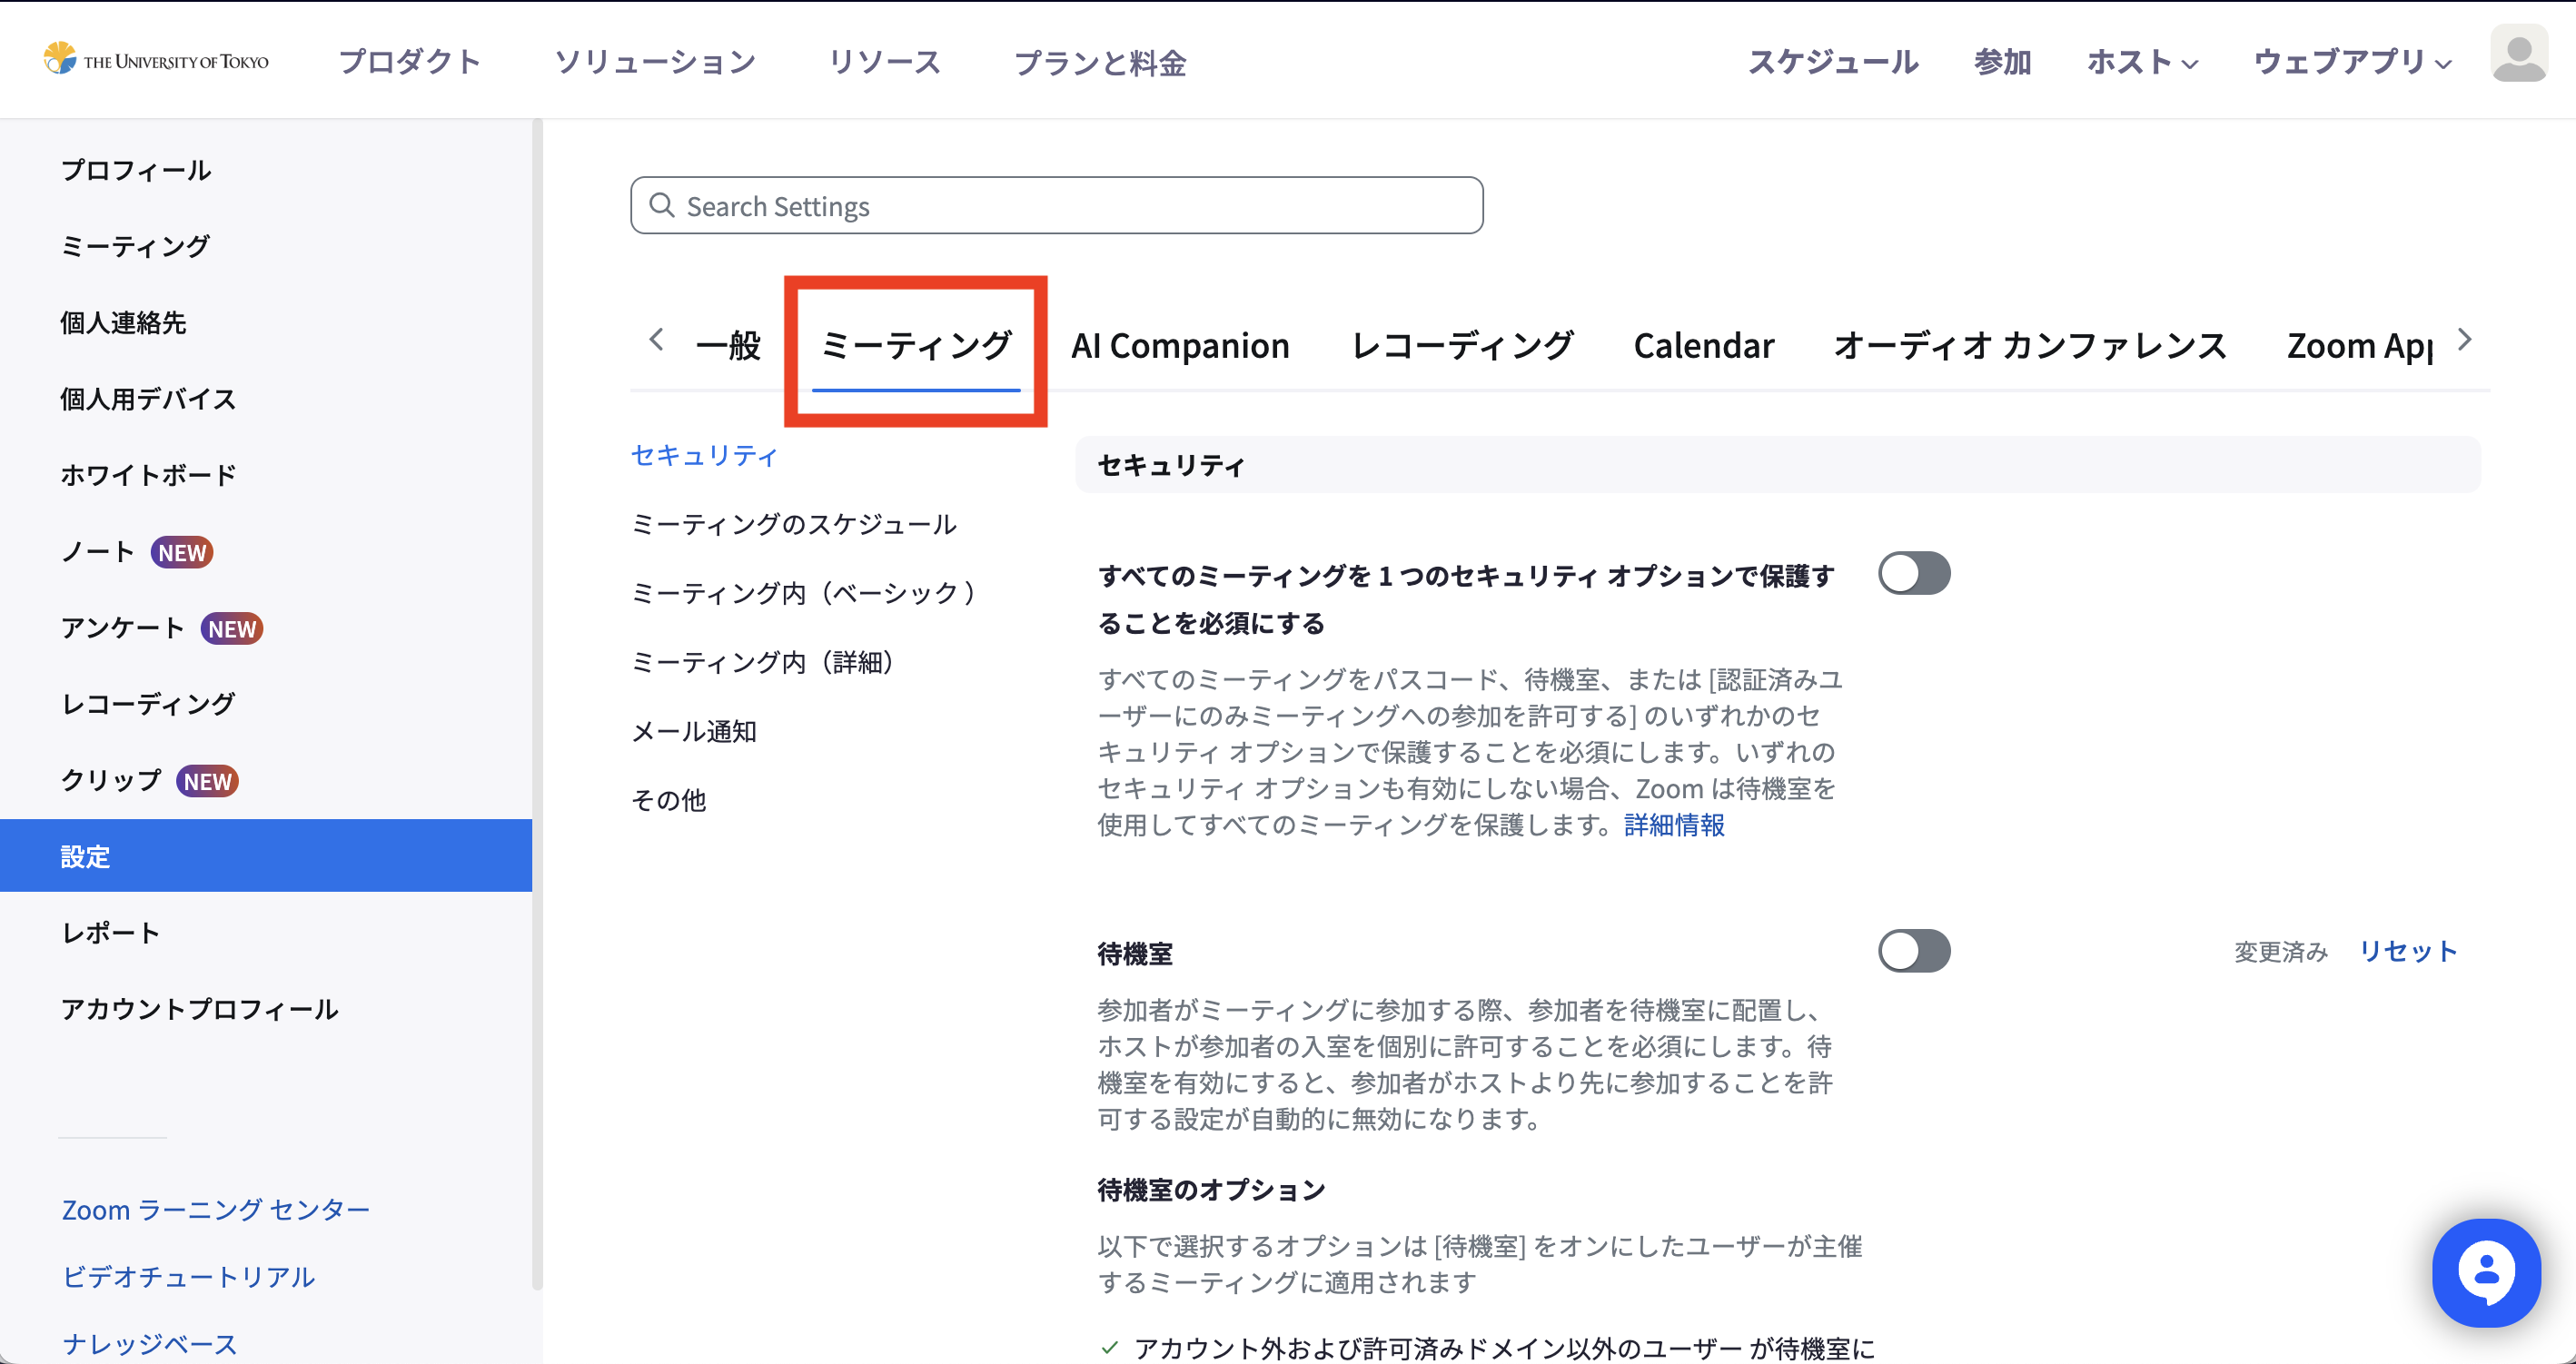 THE UNIVERSITY OF TOKYO
プロダクト
ソリューション
リソース
プランと料金
スケジュール
参加
ホスト
ウェブアプリ
プロフィール
ミーティング
個人連絡先
個人用デバイス
ホワイトボード
ノート NEW
アンケート NEW
レコーディング
クリップ NEW
設定
レポート
アカウントプロフィール
Zoom ラーニング センター
ビデオチュートリアル
ナレッジベース
Search Settings
一般
ミーティング
AI Companion
レコーディング
Calendar
オーディオ カンファレンス
Zoom App
セキュリティ
ミーティングのスケジュール
ミーティング内（ベーシック ）
ミーティング内（詳細）
メール通知
その他
セキュリティ
すべてのミーティングを 1 つのセキュリティ オプションで保護す
ることを必須にする
すべてのミーティングをパスコード、待機室、または [認証済みユ
ーザーにのみミーティングへの参加を許可する] のいずれかのセ
キュリティ オプションで保護することを必須にします。いずれの
セキュリティ オプションも有効にしない場合、Zoom は待機室を
使用してすべてのミーティングを保護します。詳細情報
待機室
変更済み リセット
参加者がミーティングに参加する際、参加者を待機室に配置し、
ホストが参加者の入室を個別に許可することを必須にします。待
機室を有効にすると、参加者がホストより先に参加することを許
可する設定が自動的に無効になります。
待機室のオプション
以下で選択するオプションは [待機室] をオンにしたユーザーが主催
するミーティングに適用されます
アカウント外および許可済みドメイン以外のユーザー が待機室に